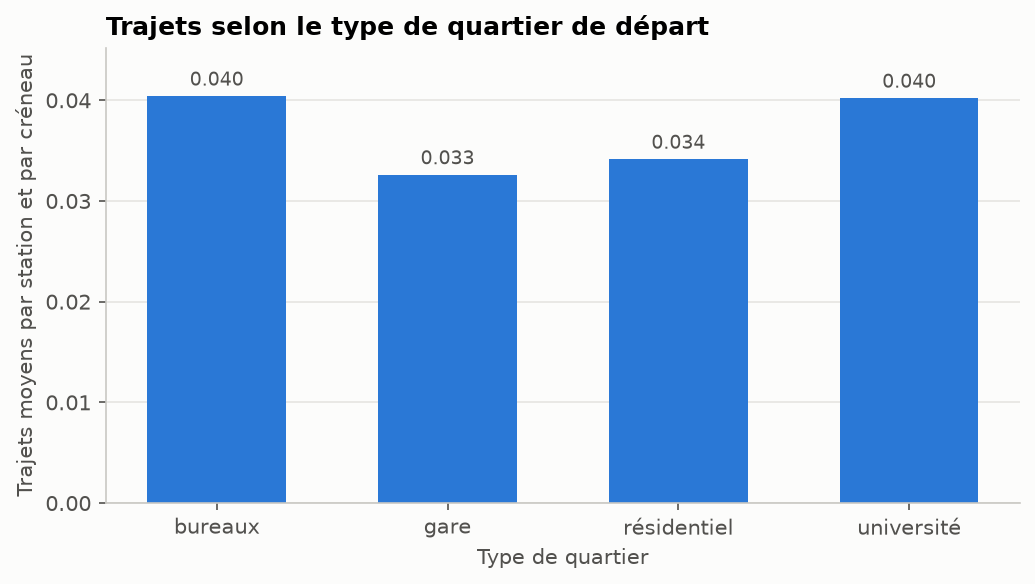 Trajets selon le type de quartier de départ
Trajets moyens par station et par créneau
0.04
0.03
0.02
0.01
0.00
0.040
0.033
0.034
0.040
bureaux
gare
résidentiel
université
Type de quartier